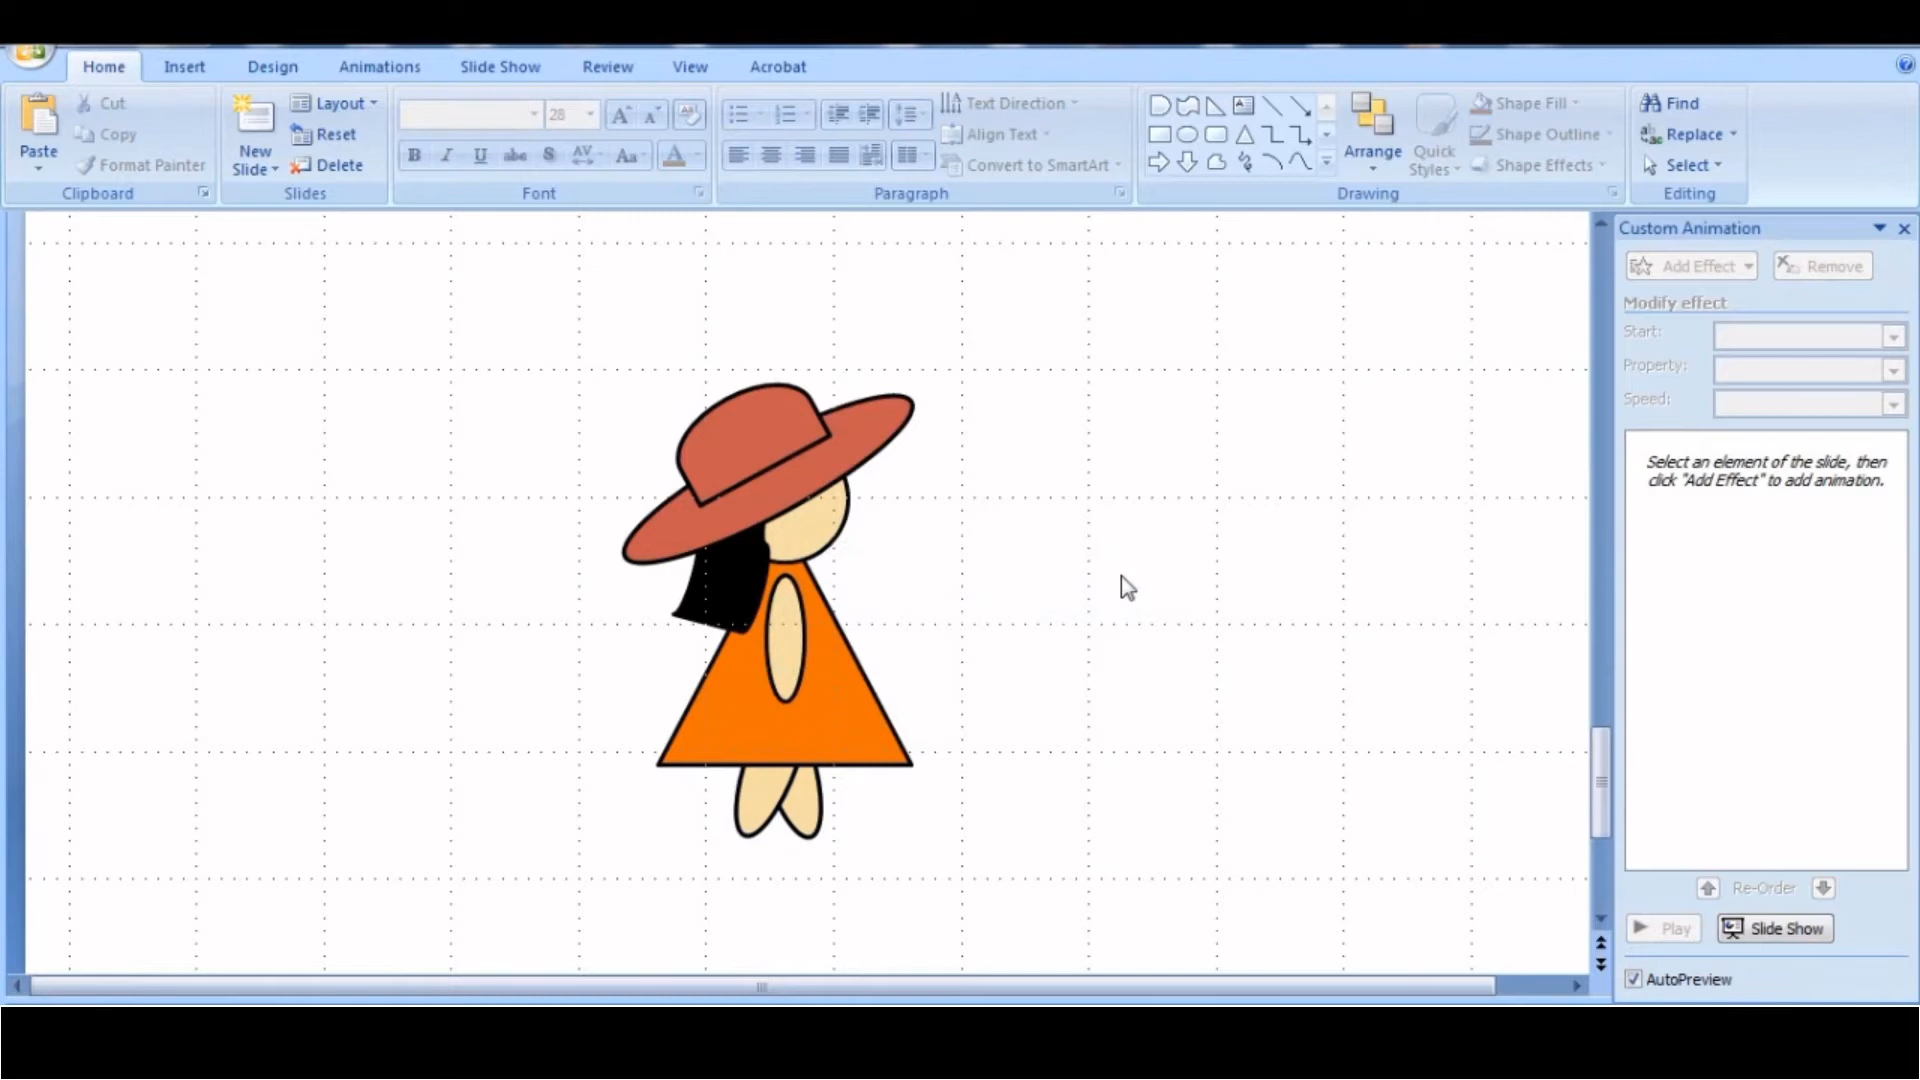 Home Insert Design Animations Slide Show Review View Acrobat
Paste
Cut
Copy
Format Painter
Clipboard
New
Slide
Layout
Reset
Delete
Slides
28
B I U abc S AV Aa A
Font
Text Direction
Align Text
Convert to SmartArt
Paragraph
Arrange
Quick
Styles
Shape Fill
Shape Outline
Shape Effects
Drawing
Find
Replace
Select
Editing
Custom Animation
Add Effect Remove
Modify effect
Start:
Property:
Speed:
Select an element of the slide, then
click "Add Effect" to add animation.
Re-Order
Play Slide Show
AutoPreview